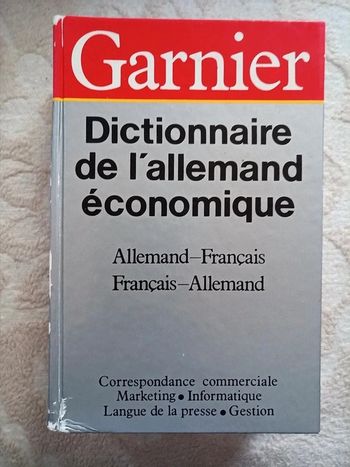 Garnier
Dictionnaire
de l'allemand
économique
Allemand–Français
Français–Allemand
Correspondance commerciale
Marketing • Informatique
Langue de la presse • Gestion